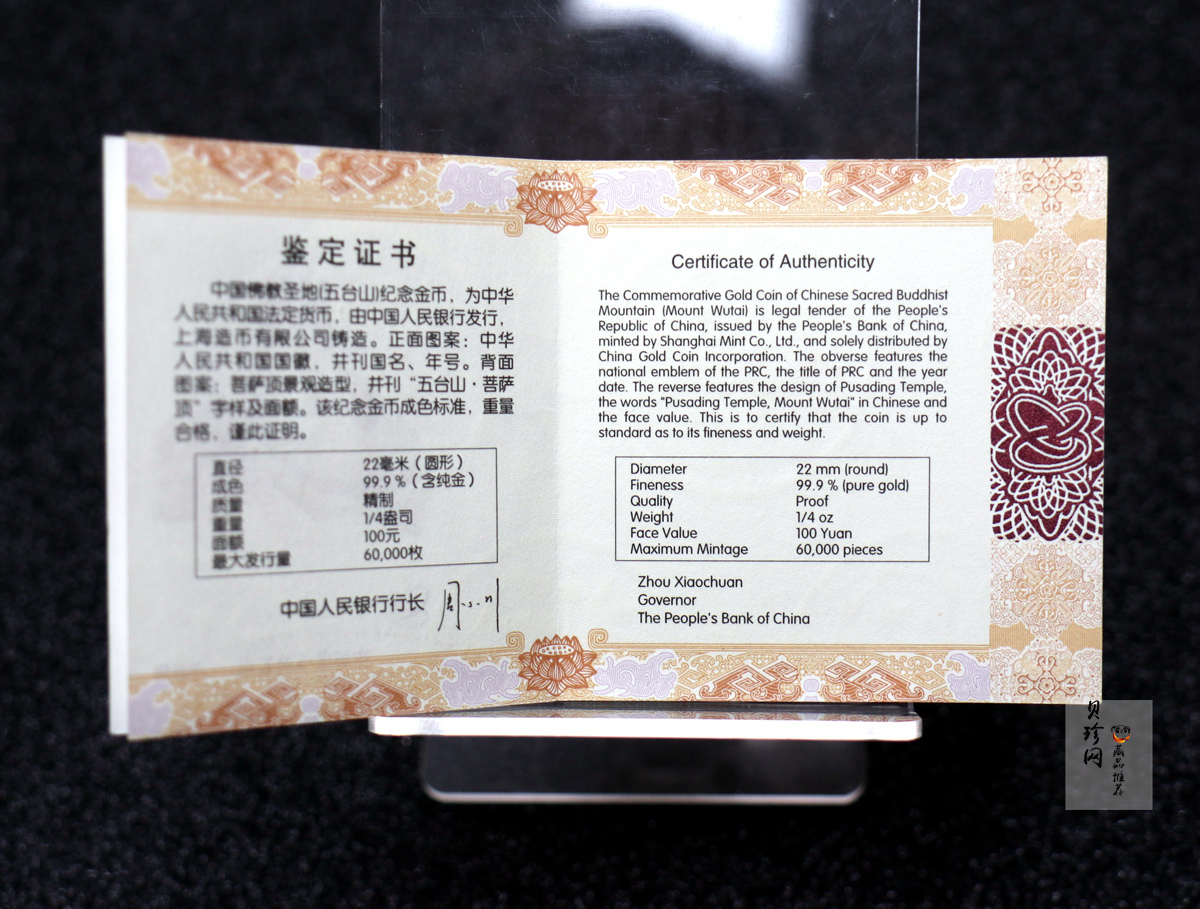 鉴定证书
中国佛教圣地(五台山)纪念金币，为中华
人民共和国法定货币，由中国人民银行发行，
上海造币有限公司铸造。正面图案：中华
人民共和国国徽，并刊国名、年号。背面
图案：菩萨顶景观造型，并刊“五台山·菩萨
顶”字样及面额。该纪念金币成色标准，重量
合格，谨此证明。
直径 22毫米（圆形）
成色 99.9％（含纯金）
质量 精制
重量 1/4盎司
面额 100元
最大发行量 60,000枚
中国人民银行行长 周小川
Certificate of Authenticity
The Commemorative Gold Coin of Chinese Sacred Buddhist
Mountain (Mount Wutai) is legal tender of the People's
Republic of China, issued by the People's Bank of China,
minted by Shanghai Mint Co., Ltd., and solely distributed by
China Gold Coin Incorporation. The obverse features the
national emblem of the PRC, the title of PRC and the year
date. The reverse features the design of Pusading Temple,
the words "Pusading Temple, Mount Wutai" in Chinese and
the face value. This is to certify that the coin is up to
standard as to its fineness and weight.
Diameter 22 mm (round)
Fineness 99.9 % (pure gold)
Quality Proof
Weight 1/4 oz
Face Value 100 Yuan
Maximum Mintage 60,000 pieces
Zhou Xiaochuan
Governor
The People's Bank of China
贝珍网
藏品推荐